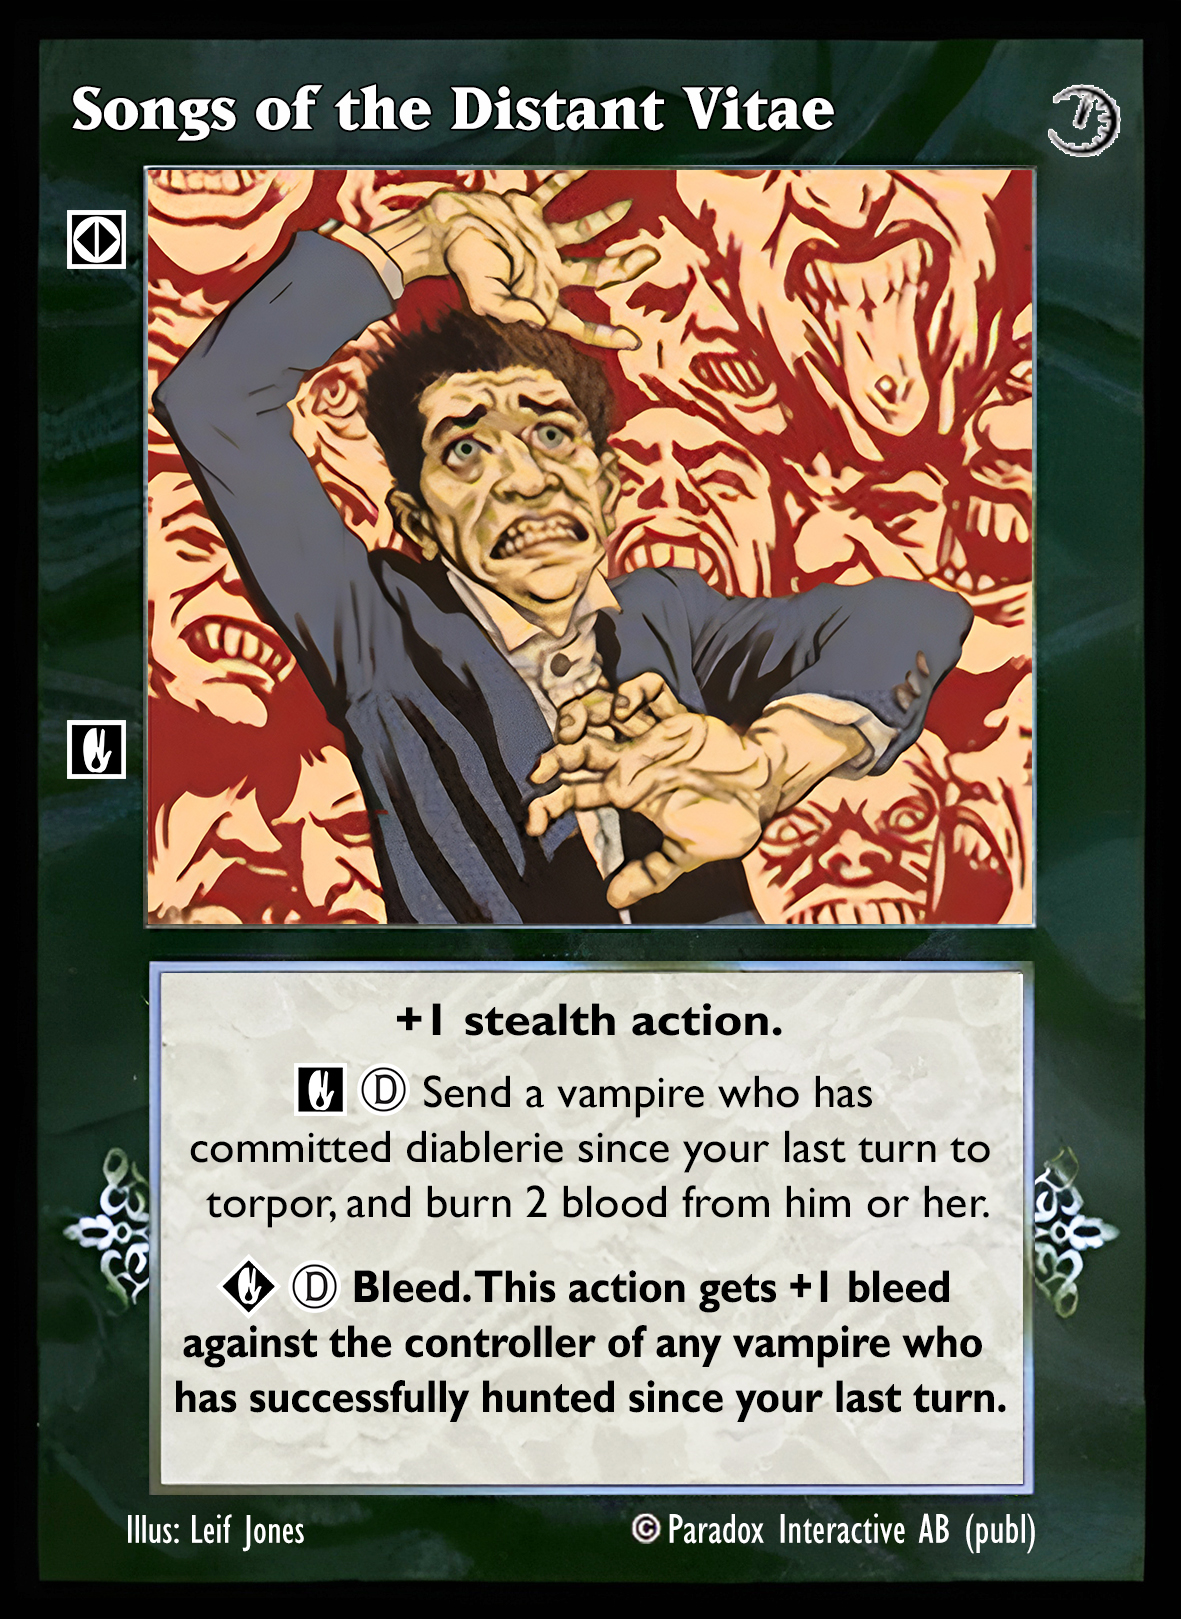 Songs of the Distant Vitae
+1 stealth action.
D Send a vampire who has
committed diablerie since your last turn to
torpor, and burn 2 blood from him or her.
D Bleed. This action gets +1 bleed
against the controller of any vampire who
has successfully hunted since your last turn.
Illus: Leif Jones
© Paradox Interactive AB (publ)